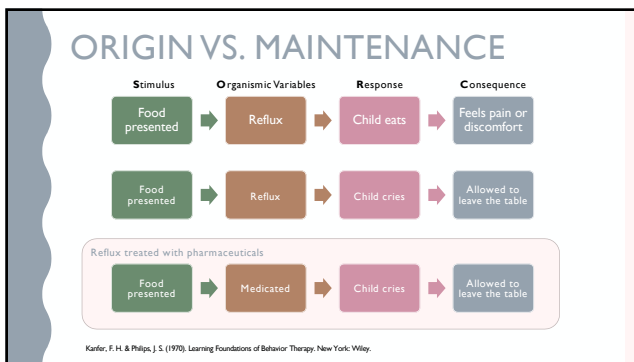 ORIGIN VS. MAINTENANCE
Stimulus Organismic Variables Response Consequence
Food
presented
Reflux
Child eats
Feels pain or
discomfort
Food
presented
Reflux
Child cries
Allowed to
leave the table
Reflux treated with pharmaceuticals
Food
presented
Medicated
Child cries
Allowed to
leave the table
Kanfer, F. H. & Philips, J. S. (1970). Learning Foundations of Behavior Therapy. New York: Wiley.